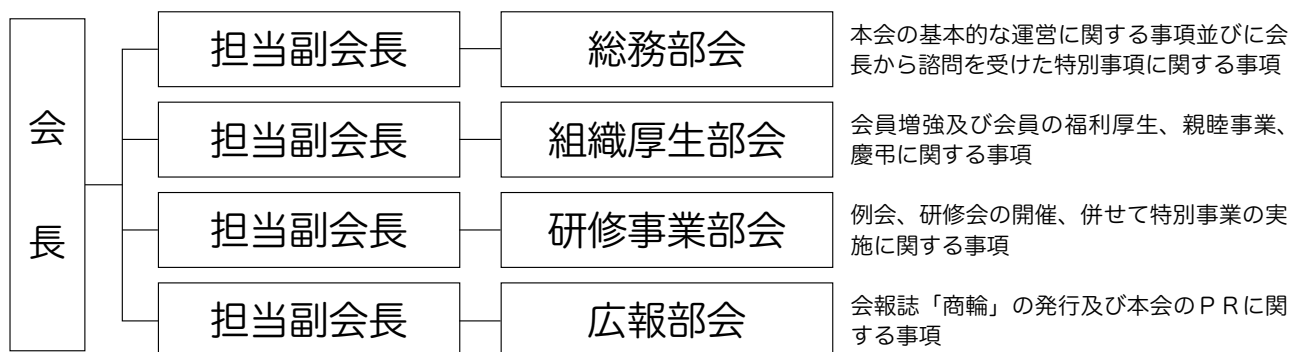 会長
担当副会長
総務部会
本会の基本的な運営に関する事項並びに会
長から諮問を受けた特別事項に関する事項
担当副会長
組織厚生部会
会員増強及び会員の福利厚生、親睦事業、
慶弔に関する事項
担当副会長
研修事業部会
例会、研修会の開催、併せて特別事業の実
施に関する事項
担当副会長
広報部会
会報誌「商輪」の発行及び本会のＰＲに関
する事項